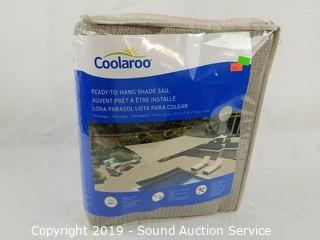 Coolaroo
READY-TO-HANG SHADE SAIL
AUVENT PRÊT À ÊTRE INSTALLÉ
LONA PARASOL LISTA PARA COLGAR
Copyright 2019 - Sound Auction Service